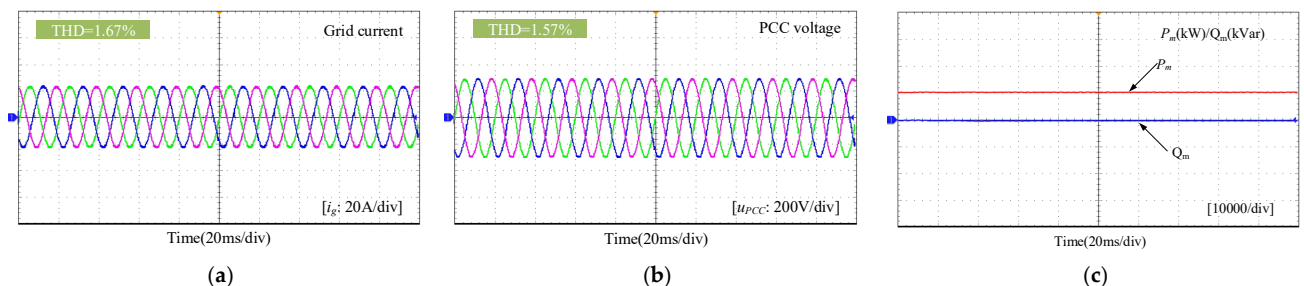 THD=1.67%
Grid current
[ig: 20A/div]
Time(20ms/div)
(a)
THD=1.57%
PCC voltage
[uPCC: 200V/div]
Time(20ms/div)
(b)
Pm(kW)/Qm(kVar)
Pm
Qm
[10000/div]
Time(20ms/div)
(c)